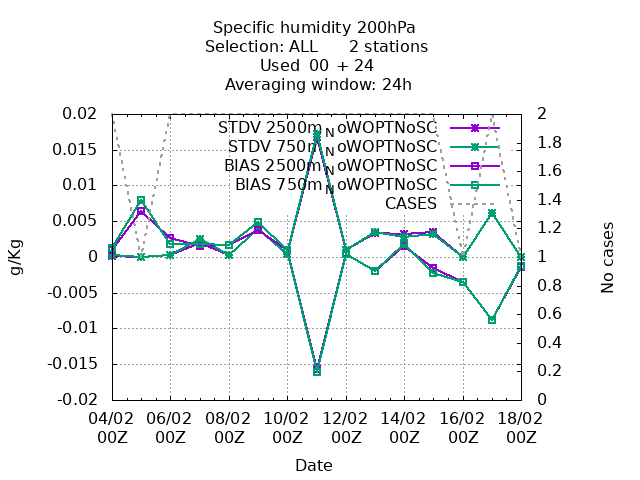 Specific humidity 200hPa
Selection: ALL 2 stations
Used 00 + 24
Averaging window: 24h
STDV 2500m NoWOPTNoSC
STDV 750m NoWOPTNoSC
BIAS 2500m NoWOPTNoSC
BIAS 750m NoWOPTNoSC
CASES
g/Kg
0.02
0.015
0.01
0.005
0
-0.005
-0.01
-0.015
-0.02
No cases
2
1.8
1.6
1.4
1.2
1
0.8
0.6
0.4
0.2
0
04/02 06/02 08/02 10/02 12/02 14/02 16/02 18/02
00Z 00Z 00Z 00Z 00Z 00Z 00Z 00Z
Date